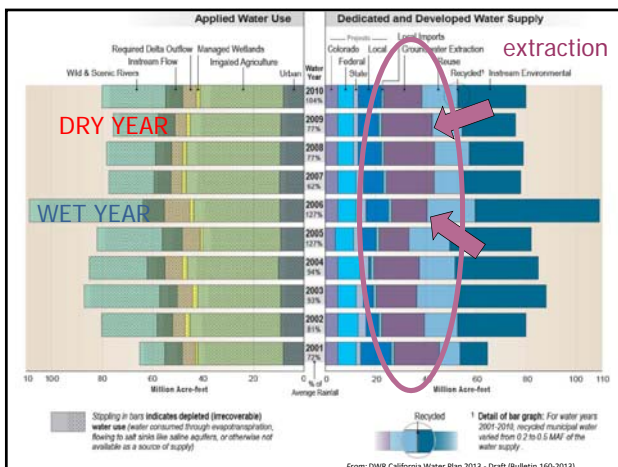 Applied Water Use
Dedicated and Developed Water Supply
Required Delta Outflow
Managed Wetlands
Instream Flow
Irrigated Agriculture
Wild & Scenic Rivers
Urban
Water Year
Projects
Local Imports
Colorado
Local
Groundwater Extraction
Federal
Reuse
State
Recycled¹
Instream Environmental
extraction
DRY YEAR
WET YEAR
2010
104%
2009
77%
2008
77%
2007
62%
2006
127%
2005
127%
2004
94%
2003
93%
2002
81%
2001
72%
10 90 80 70 60 50 40 30 20 10 0
0 20 40 60 80 110
Million Acre-feet
% of Average Rainfall
Million Acre-feet
Stippling in bars indicates depleted (irrecoverable)
water use (water consumed through evapotranspiration,
flowing to salt sinks like saline aquifers, or otherwise not
available as a source of supply)
Recycled
¹ Detail of bar graph: For water years
2001-2010, recycled municipal water
varied from 0.2 to 0.5 MAF of the
water supply.
From: DWR California Water Plan 2013 - Draft (Bulletin 160-2013)